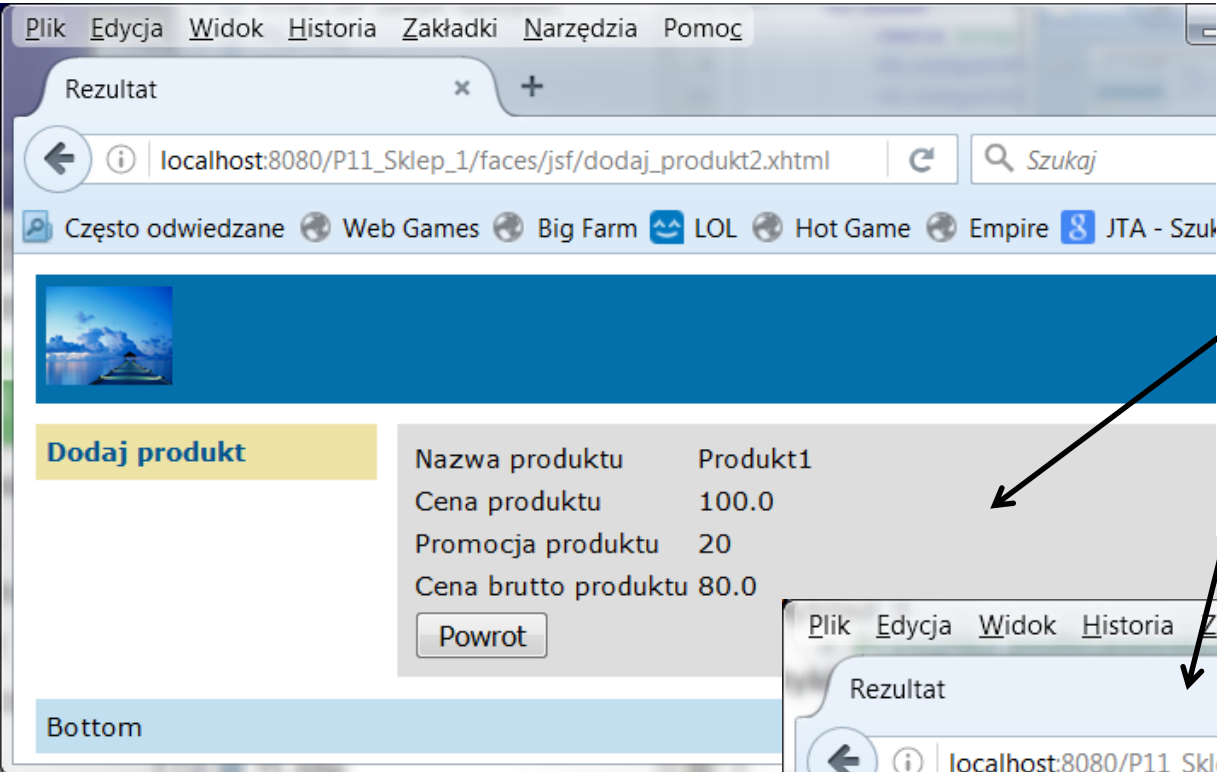 Plik Edycja Widok Historia Zakładki Narzędzia Pomoc
Rezultat
localhost:8080/P11_Sklep_1/faces/jsf/dodaj_produkt2.xhtml
Szukaj
Często odwiedzane Web Games Big Farm LOL Hot Game Empire 8 JTA - Szuk
Dodaj produkt
Nazwa produktu Produkt1
Cena produktu 100.0
Promocja produktu 20
Cena brutto produktu 80.0
Powrot
Bottom
Plik Edycja Widok Historia Z
Rezultat
localhost:8080/P11_Skl